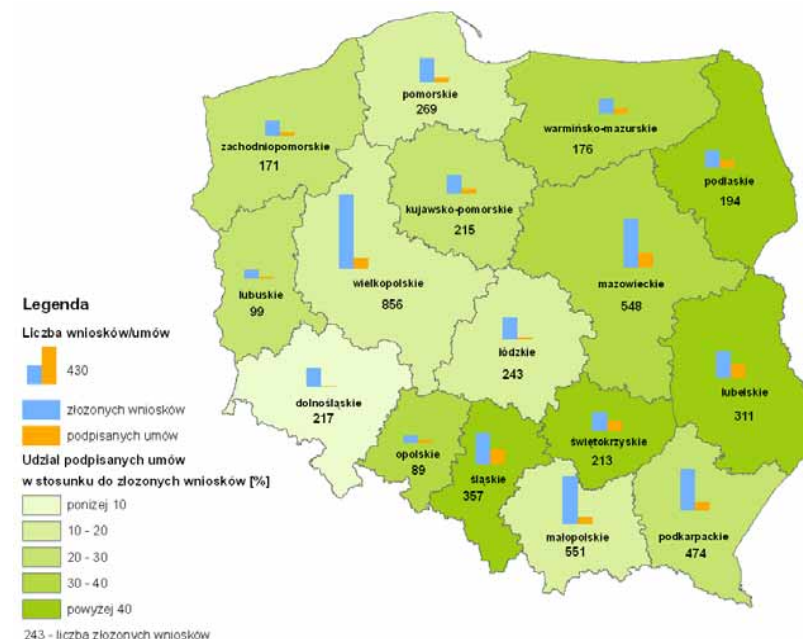 pomorskie
269
warmińsko-mazurskie
176
zachodniopomorskie
171
podlaskie
194
kujawsko-pomorskie
215
wielkopolskie
856
mazowieckie
548
lubuskie
99
łódzkie
243
dolnośląskie
217
lubelskie
311
opolskie
89
śląskie
357
świętokrzyskie
213
małopolskie
551
podkarpackie
474
Legenda
Liczba wniosków/umów
430
złożonych wniosków
podpisanych umów
Udział podpisanych umów
w stosunku do zlozonych wniosków [%]
poniżej 10
10 - 20
20 - 30
30 - 40
powyżej 40
243 - liczba złożonych wniosków